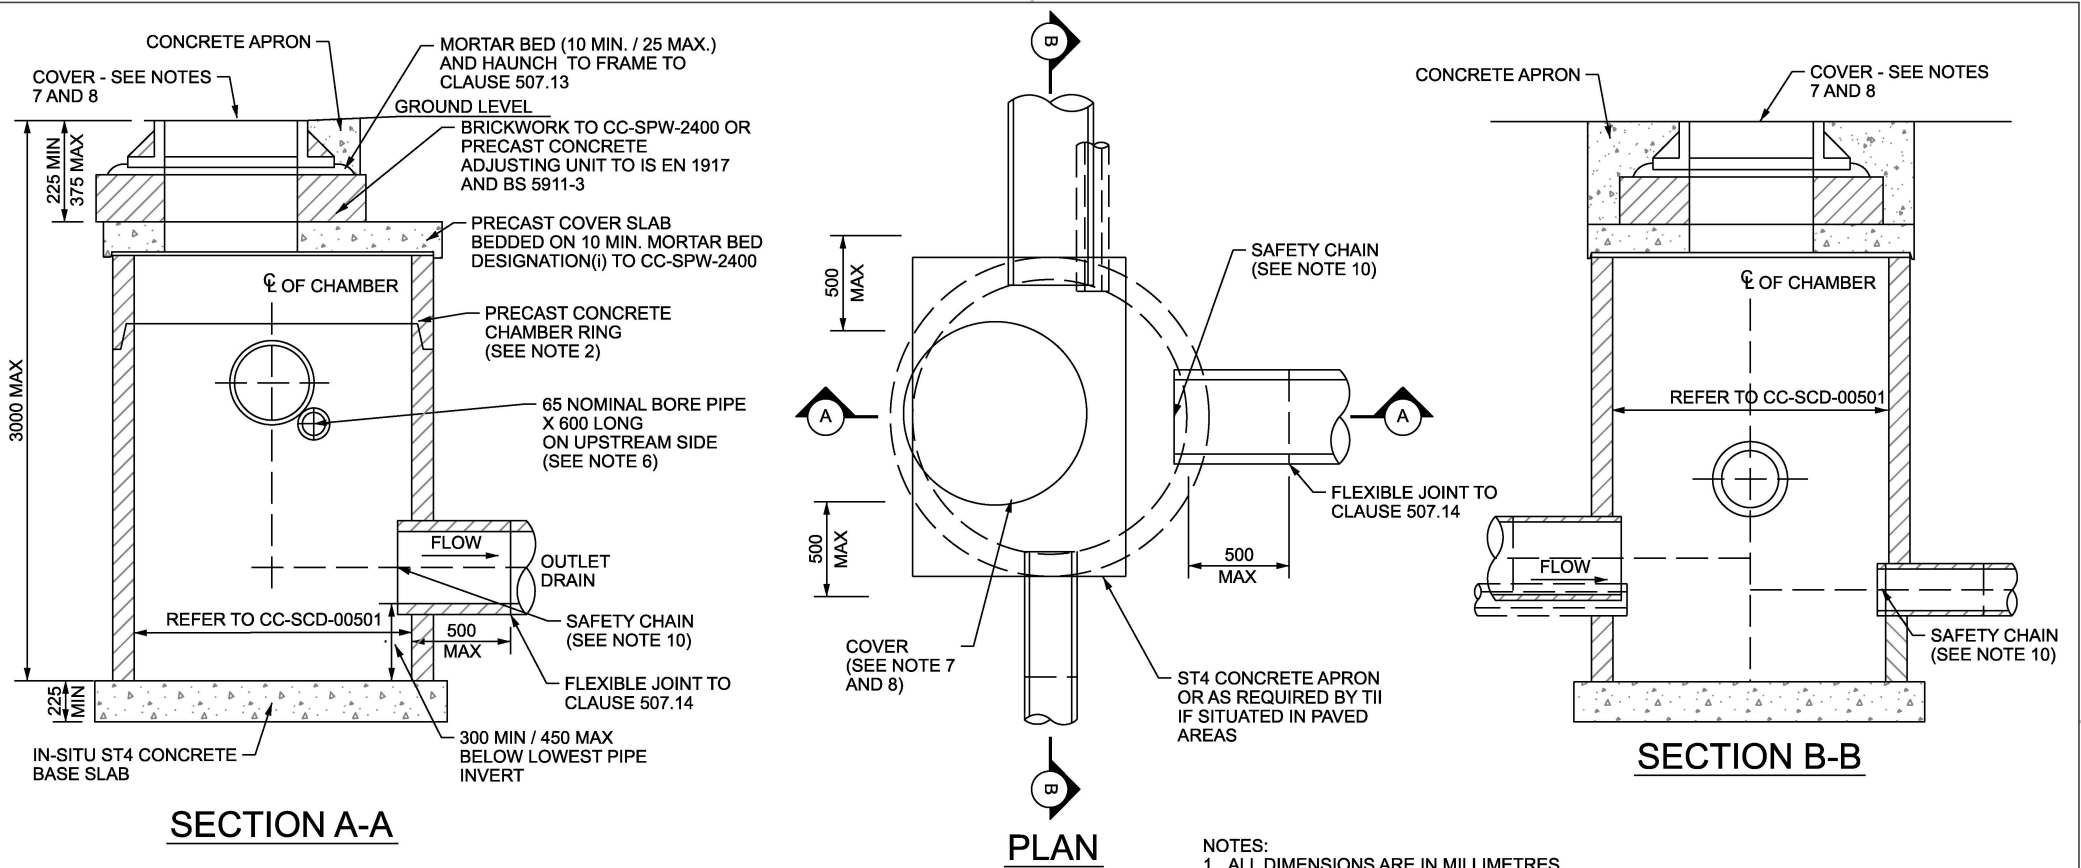 CONCRETE APRON
COVER - SEE NOTES
7 AND 8
MORTAR BED (10 MIN. / 25 MAX.)
AND HAUNCH TO FRAME TO
CLAUSE 507.13
GROUND LEVEL
BRICKWORK TO CC-SPW-2400 OR
PRECAST CONCRETE
ADJUSTING UNIT TO IS EN 1917
AND BS 5911-3
225 MIN
375 MAX
PRECAST COVER SLAB
BEDDED ON 10 MIN. MORTAR BED
DESIGNATION(i) TO CC-SPW-2400
℄ OF CHAMBER
PRECAST CONCRETE
CHAMBER RING
(SEE NOTE 2)
3000 MAX
65 NOMINAL BORE PIPE
X 600 LONG
ON UPSTREAM SIDE
(SEE NOTE 6)
FLOW
OUTLET
DRAIN
REFER TO CC-SCD-00501
500
MAX
SAFETY CHAIN
(SEE NOTE 10)
FLEXIBLE JOINT TO
CLAUSE 507.14
225
MIN
300 MIN / 450 MAX
BELOW LOWEST PIPE
INVERT
IN-SITU ST4 CONCRETE
BASE SLAB
SECTION A-A
B
500
MAX
SAFETY CHAIN
(SEE NOTE 10)
A
A
FLEXIBLE JOINT TO
CLAUSE 507.14
500
MAX
500
MAX
COVER
(SEE NOTE 7
AND 8)
ST4 CONCRETE APRON
OR AS REQUIRED BY TII
IF SITUATED IN PAVED
AREAS
B
PLAN
CONCRETE APRON
COVER - SEE NOTES
7 AND 8
℄ OF CHAMBER
REFER TO CC-SCD-00501
FLOW
SAFETY CHAIN
(SEE NOTE 10)
SECTION B-B
NOTES:
1. ALL DIMENSIONS ARE IN MILLIMETRES